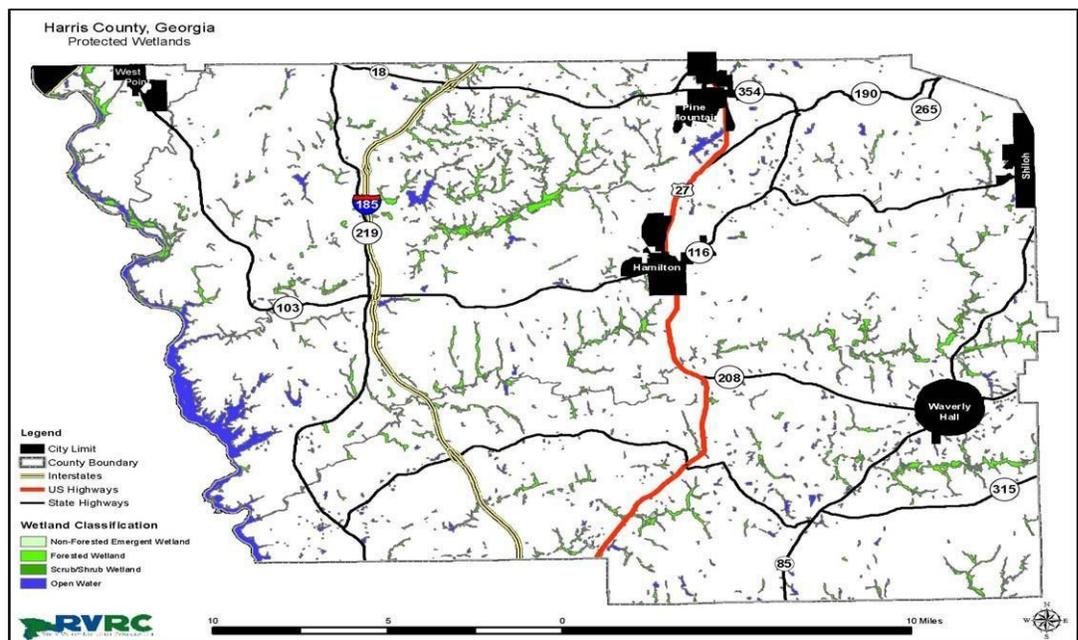 Harris County, Georgia
Protected Wetlands
West
Point
18
Pine
Mountain
354
190
265
Shiloh
27
185
219
116
Hamilton
103
208
Waverly
Hall
315
85
Legend
City Limit
County Boundary
Interstates
US Highways
State Highways
Wetland Classification
Non-Forested Emergent Wetland
Forested Wetland
Scrub/Shrub Wetland
Open Water
RVRC
10 5 0 10 Miles
N
W E
S